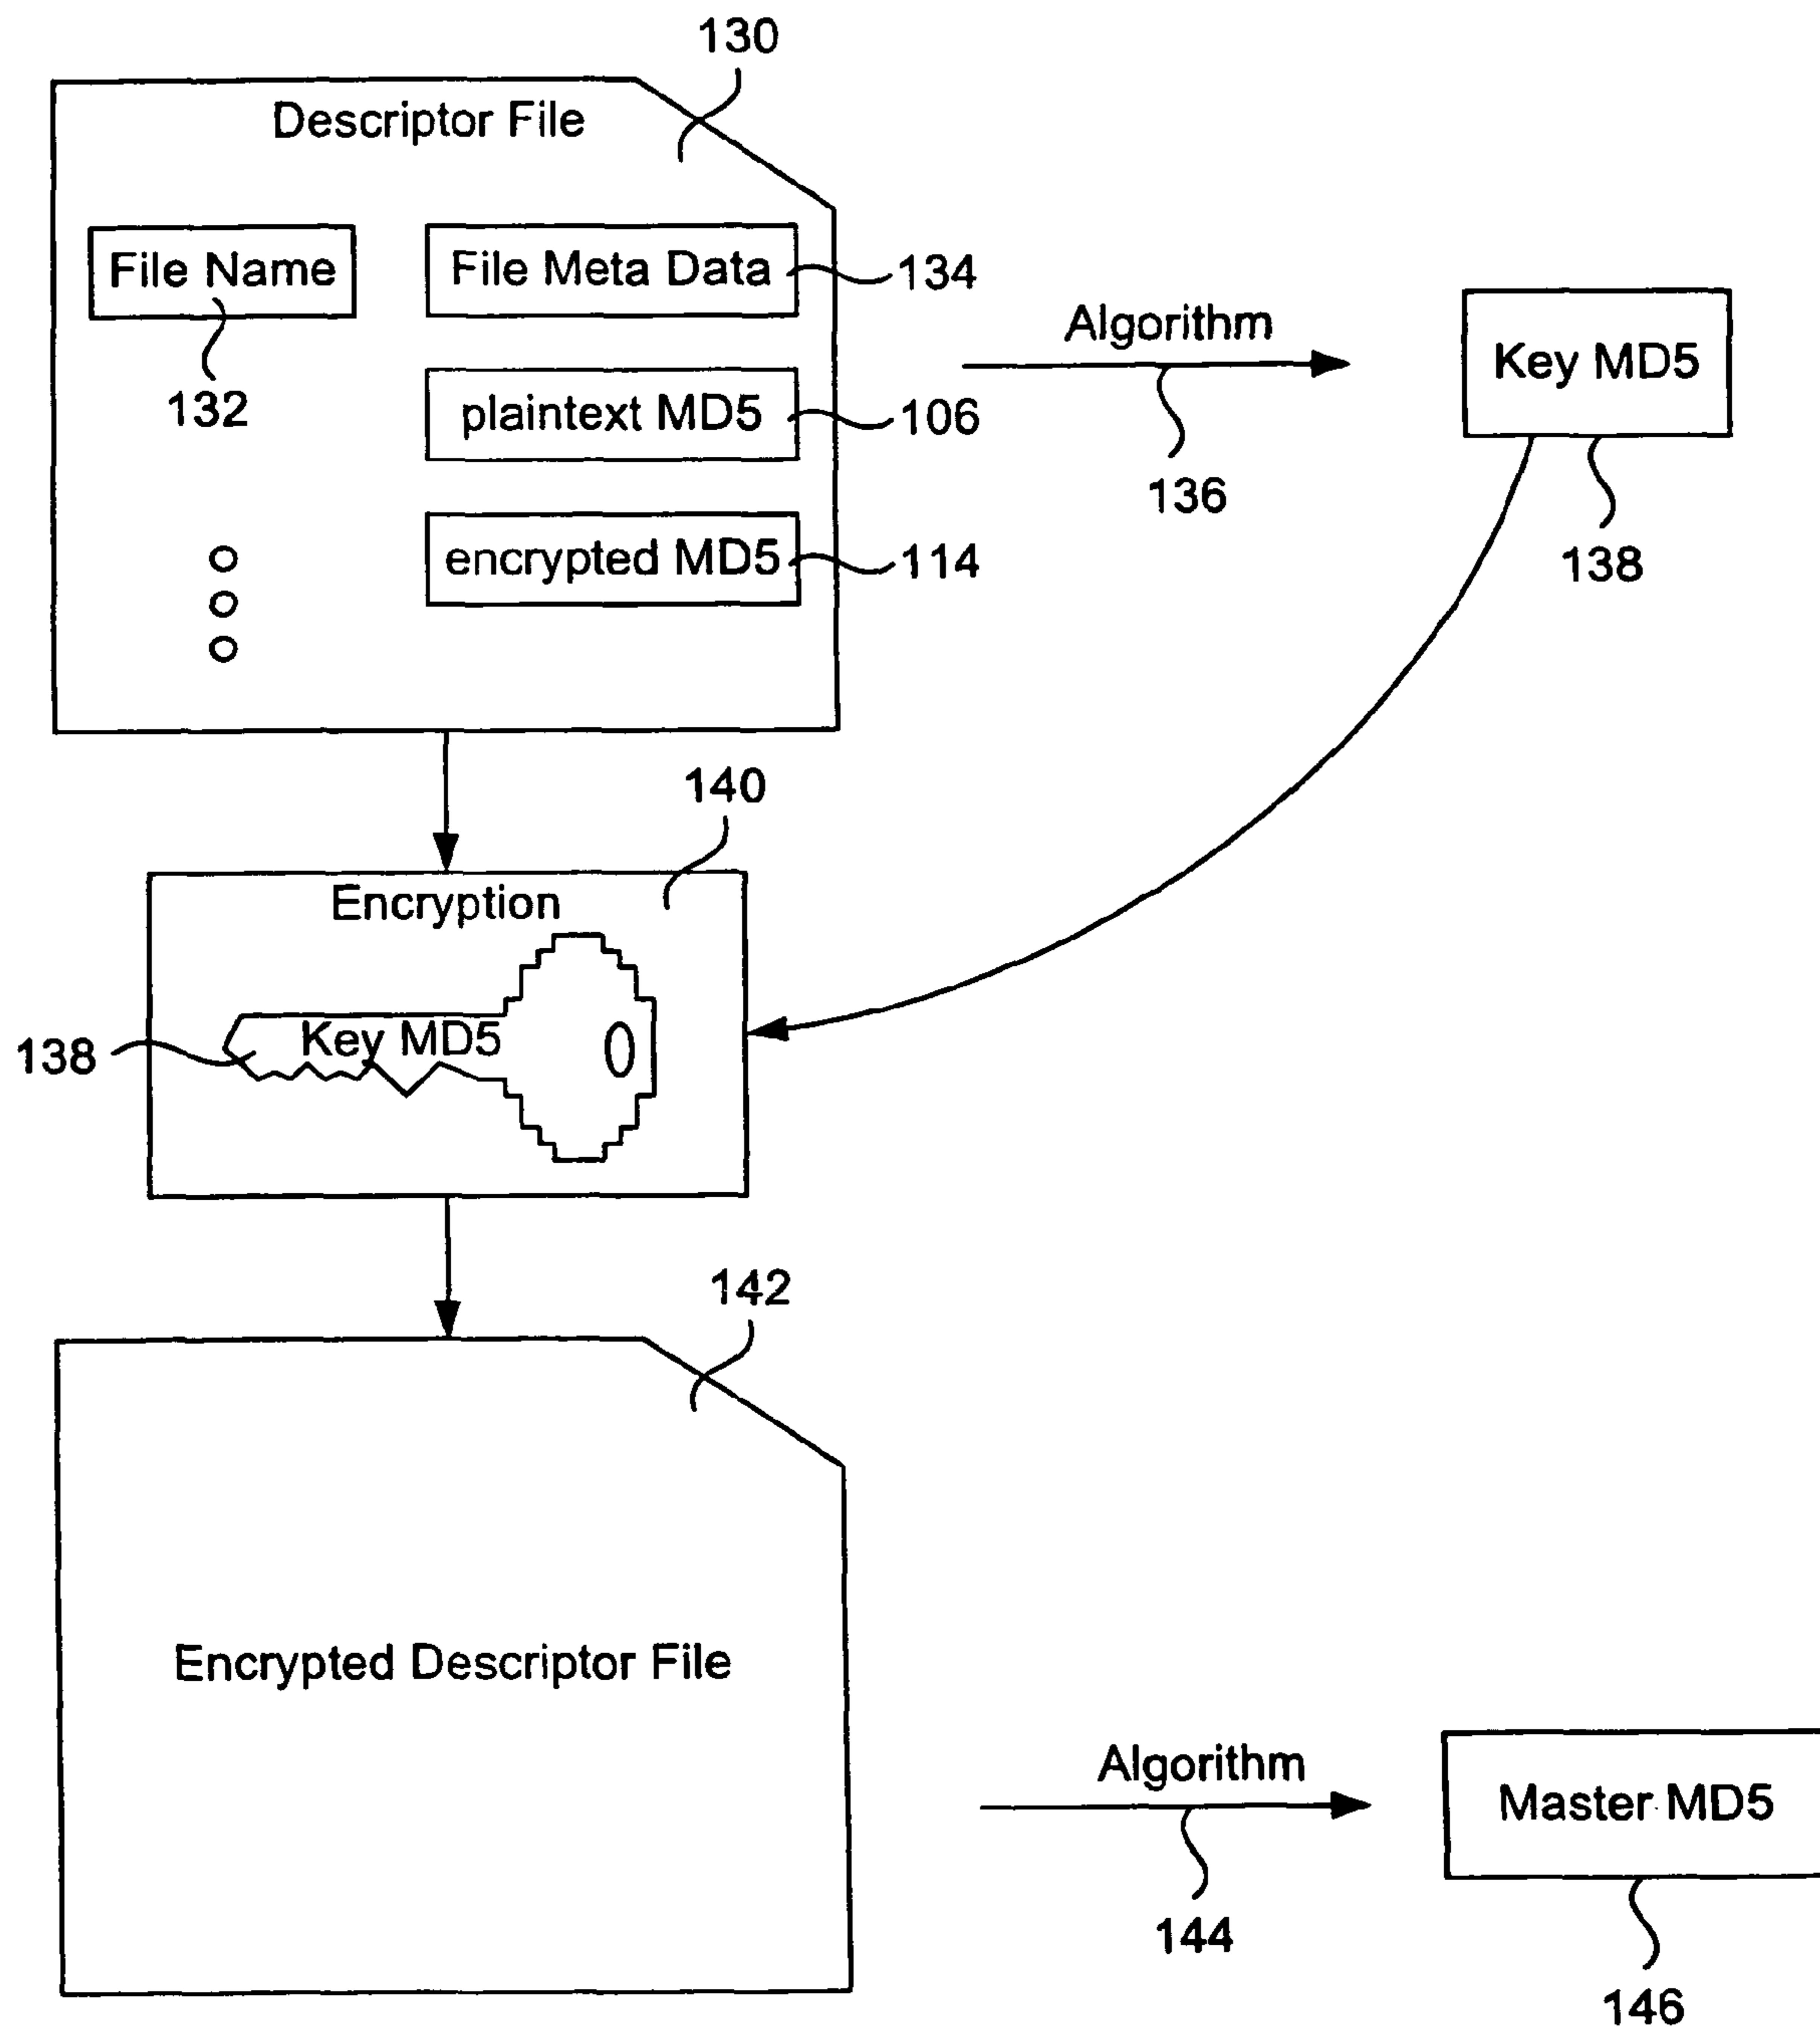 130
Descriptor File
File Name
File Meta Data
134
132
plaintext MD5
106
encrypted MD5
114
Algorithm
136
Key MD5
138
140
Encryption
Key MD5
138
142
Encrypted Descriptor File
Algorithm
144
Master MD5
146